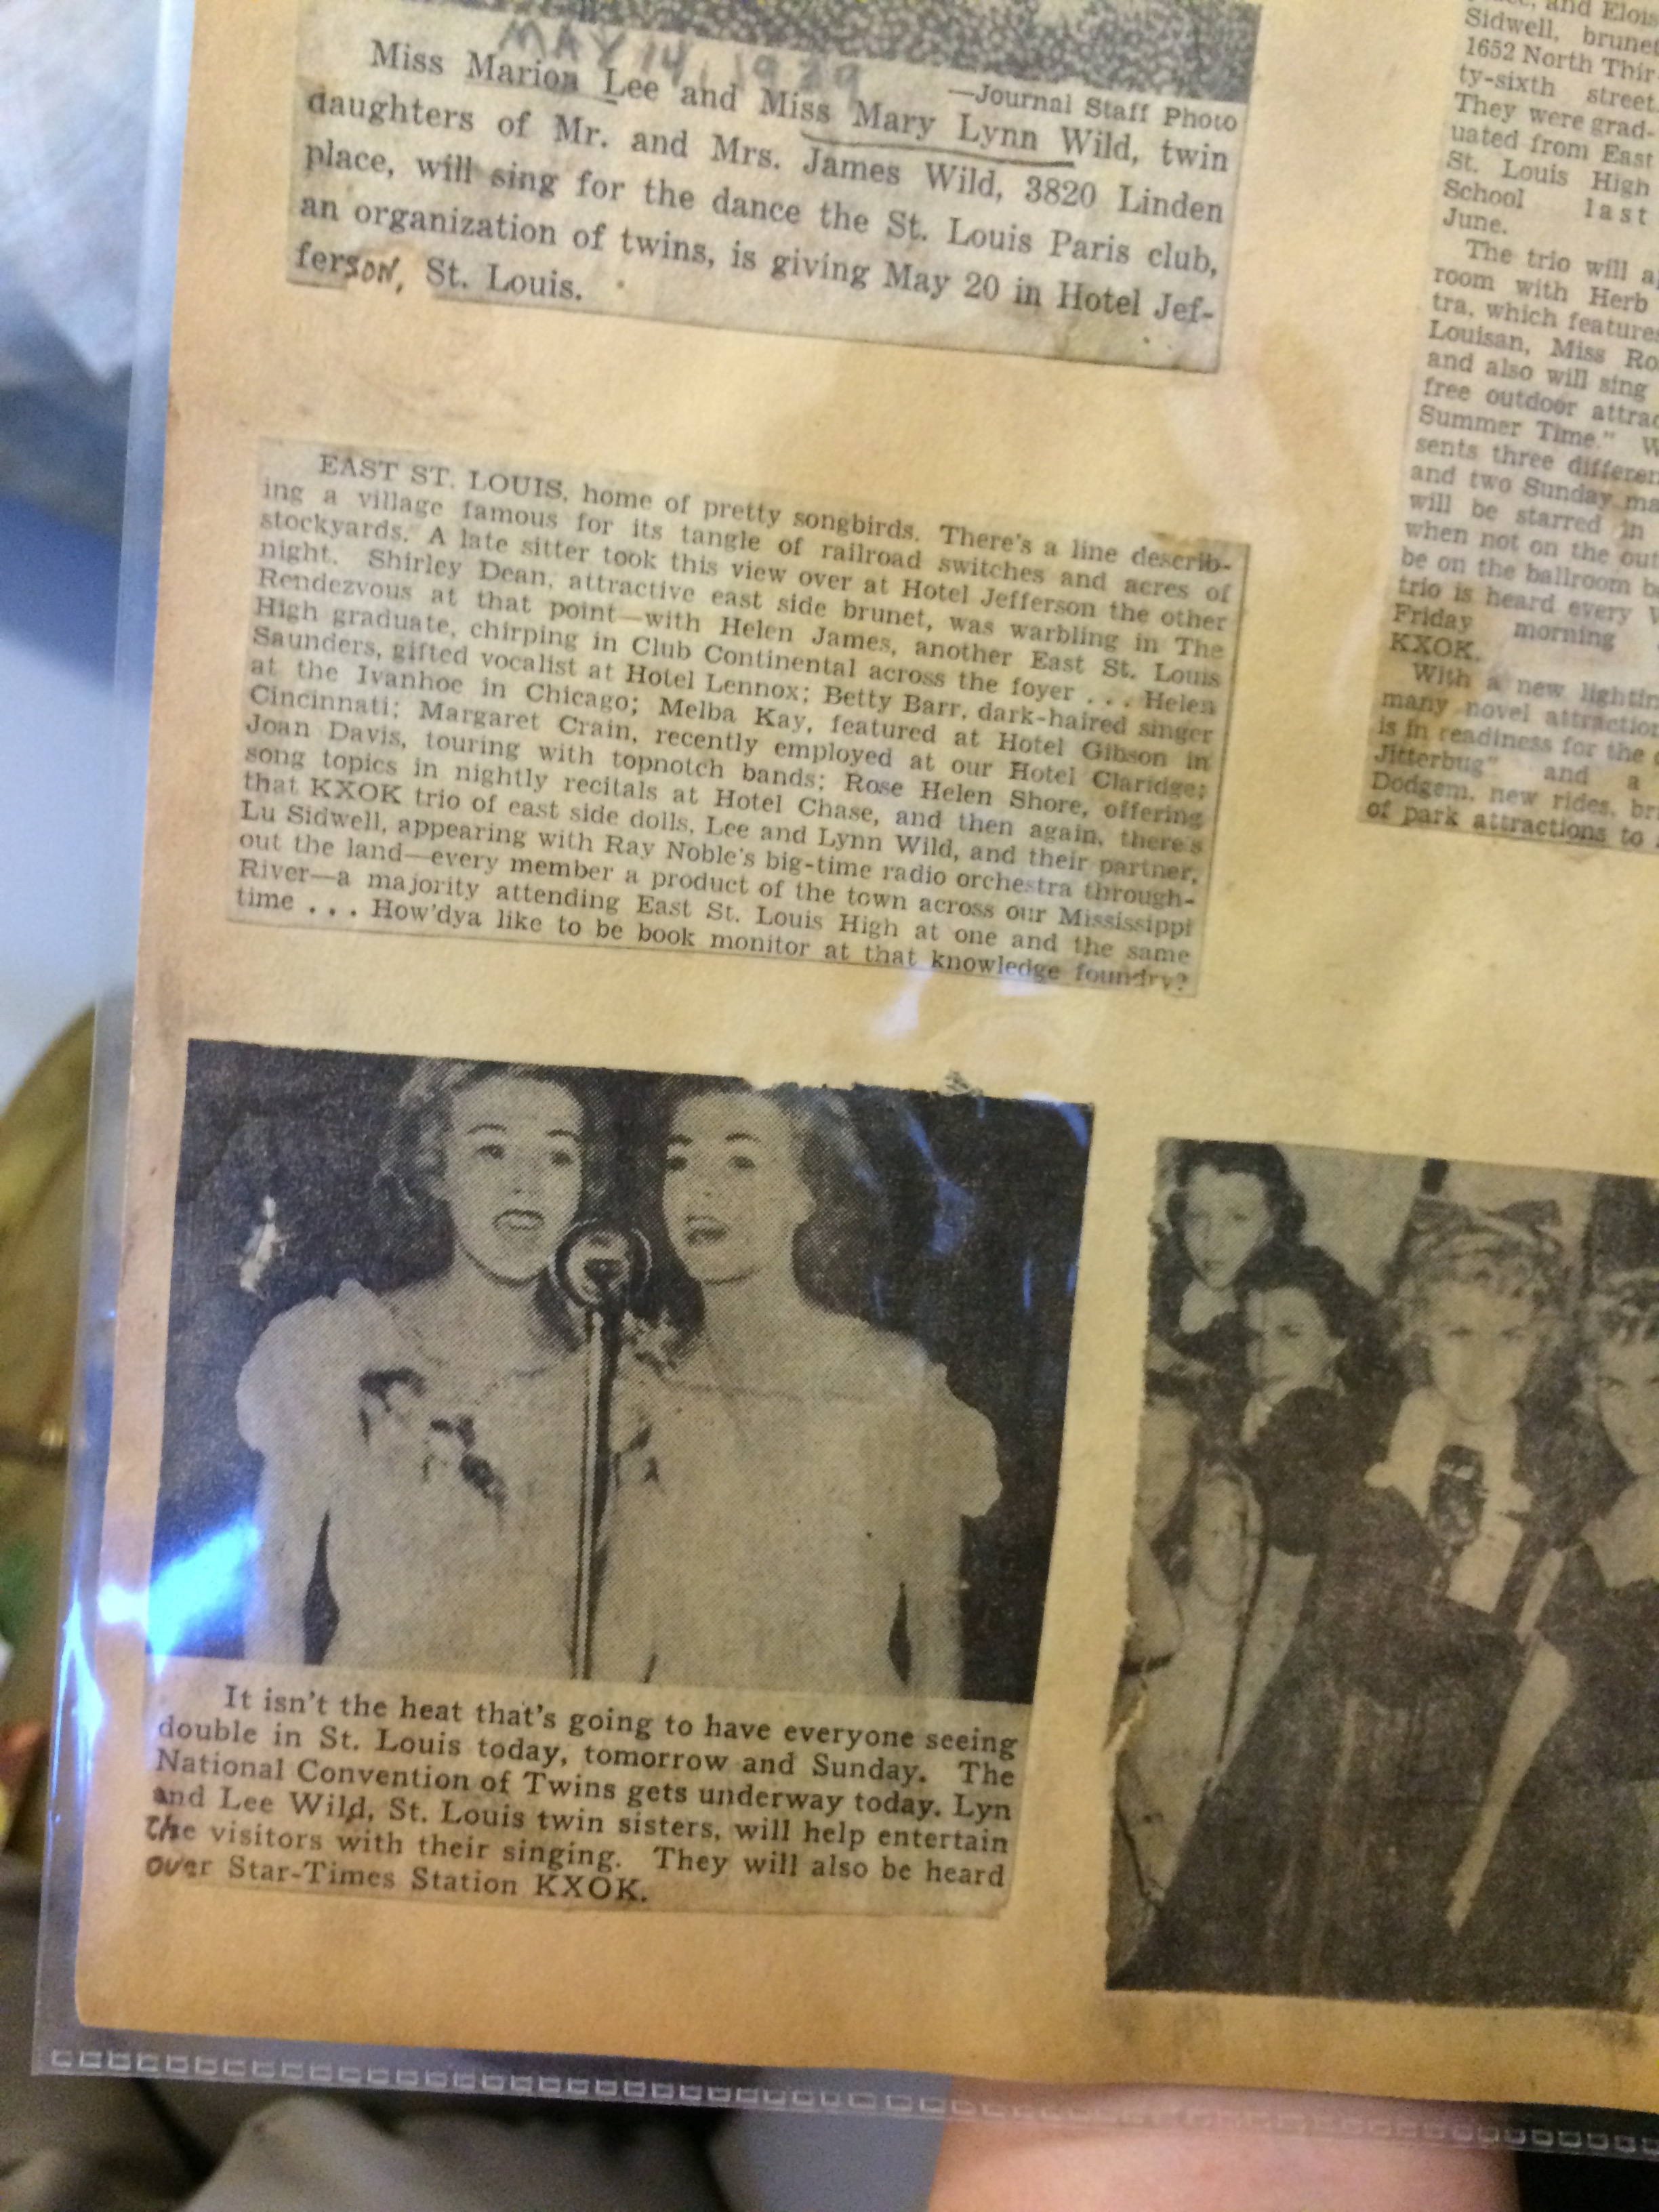 MAY 14, 1939
—Journal Staff Photo
Miss Marion Lee and Miss Mary Lynn Wild, twin
daughters of Mr. and Mrs. James Wild, 3820 Linden
place, will sing for the dance the St. Louis Paris club,
an organization of twins, is giving May 20 in Hotel Jef-
ferson, St. Louis.
EAST ST. LOUIS, home of pretty songbirds. There's a line describ-
ing a village famous for its tangle of railroad switches and acres of
stockyards. A late sitter took this view over at Hotel Jefferson the other
night. Shirley Dean, attractive east side brunet, was warbling in The
Rendezvous at that point—with Helen James, another East St. Louis
High graduate, chirping in Club Continental across the foyer . . . Helen
Saunders, gifted vocalist at Hotel Lennox; Betty Barr, dark-haired singer
at the Ivanhoe in Chicago; Melba Kay, featured at Hotel Gibson in
Cincinnati; Margaret Crain, recently employed at our Hotel Claridge;
Joan Davis, touring with topnotch bands; Rose Helen Shore, offering
song topics in nightly recitals at Hotel Chase, and then again, there's
that KXOK trio of east side dolls, Lee and Lynn Wild, and their partner,
Lu Sidwell, appearing with Ray Noble's big-time radio orchestra through-
out the land—every member a product of the town across our Mississippi
River—a majority attending East St. Louis High at one and the same
time . . . How'dya like to be book monitor at that knowledge foundry?
It isn't the heat that's going to have everyone seeing
double in St. Louis today, tomorrow and Sunday. The
National Convention of Twins gets underway today. Lyn
and Lee Wild, St. Louis twin sisters, will help entertain
the visitors with their singing. They will also be heard
over Star-Times Station KXOK.
and Elois
Sidwell, brunet
1652 North Thir-
ty-sixth street.
They were grad-
uated from East
St. Louis High
School last
June.
The trio will
room with Herb
tra, which features
Louisan, Miss Ro
and also will sing
free outdoor attrac
Summer Time." W
sents three differen
and two Sunday ma
will be starred in
when not on the out
be on the ballroom b
trio is heard every
Friday morning
KXOK.
With a new lightin
many novel attraction
is in readiness for the
Jitterbug" and a
Dodgem, new rides, br
of park attractions to